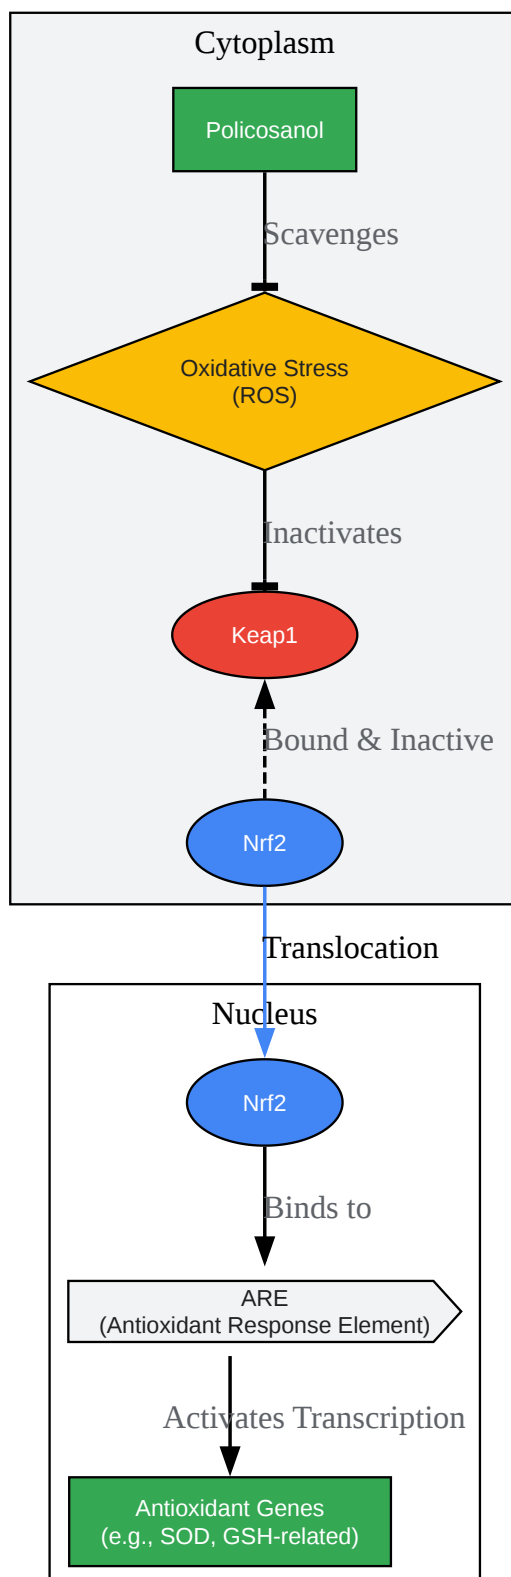 Cytoplasm
Policosanol
Scavenges
Oxidative Stress
(ROS)
Inactivates
Keap1
Bound & Inactive
Nrf2
Translocation
Nucleus
Nrf2
Binds to
ARE
(Antioxidant Response Element)
Activates Transcription
Antioxidant Genes
(e.g., SOD, GSH-related)